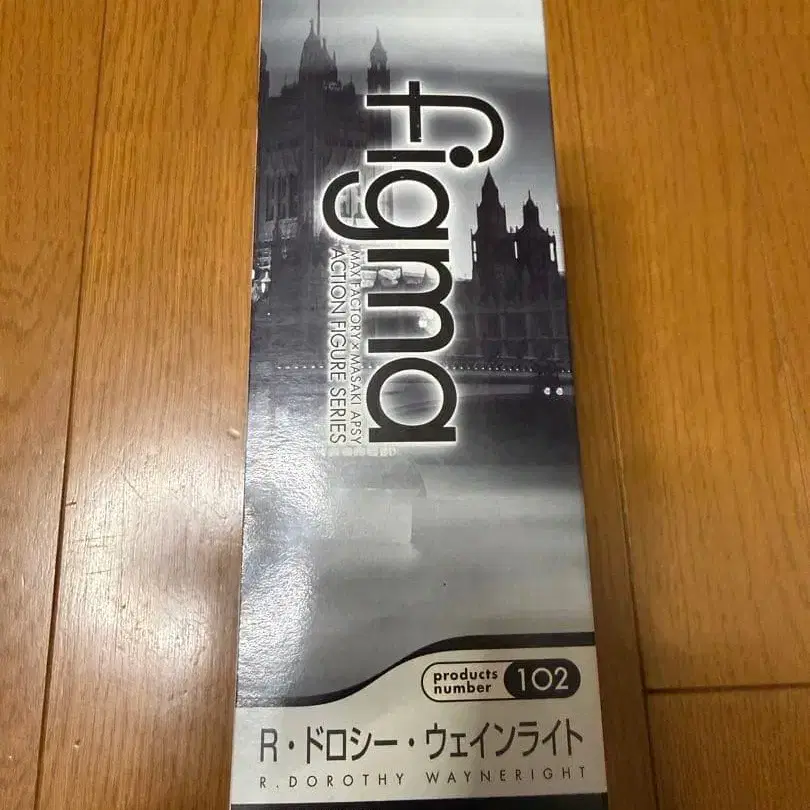 figma
MAX FACTORY × MASAKI APSY
ACTION FIGURE SERIES
products
number
102
R・ドロシー・ウェインライト
R.DOROTHY WAYNERIGHT